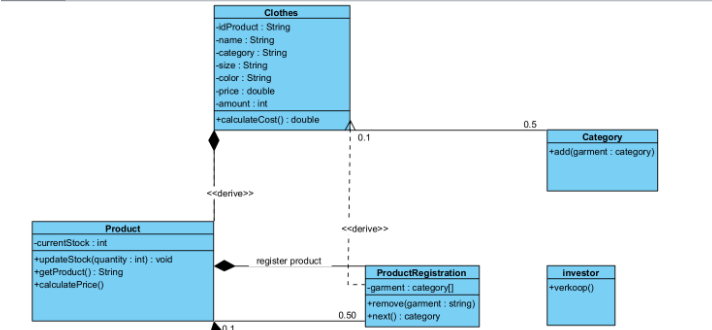 Clothes
-idProduct : String
-name : String
-category : String
-size : String
-color : String
-price : double
-amount : int
+calculateCost() : double
0.1
0.5
Category
+add(garment : category)
<<derive>>
<<derive>>
Product
-currentStock : int
+updateStock(quantity : int) : void
+getProduct() : String
+calculatePrice()
register product
ProductRegistration
-garment : category[]
+remove(garment : string)
+next() : category
investor
+verkoop()
0.50
0.1